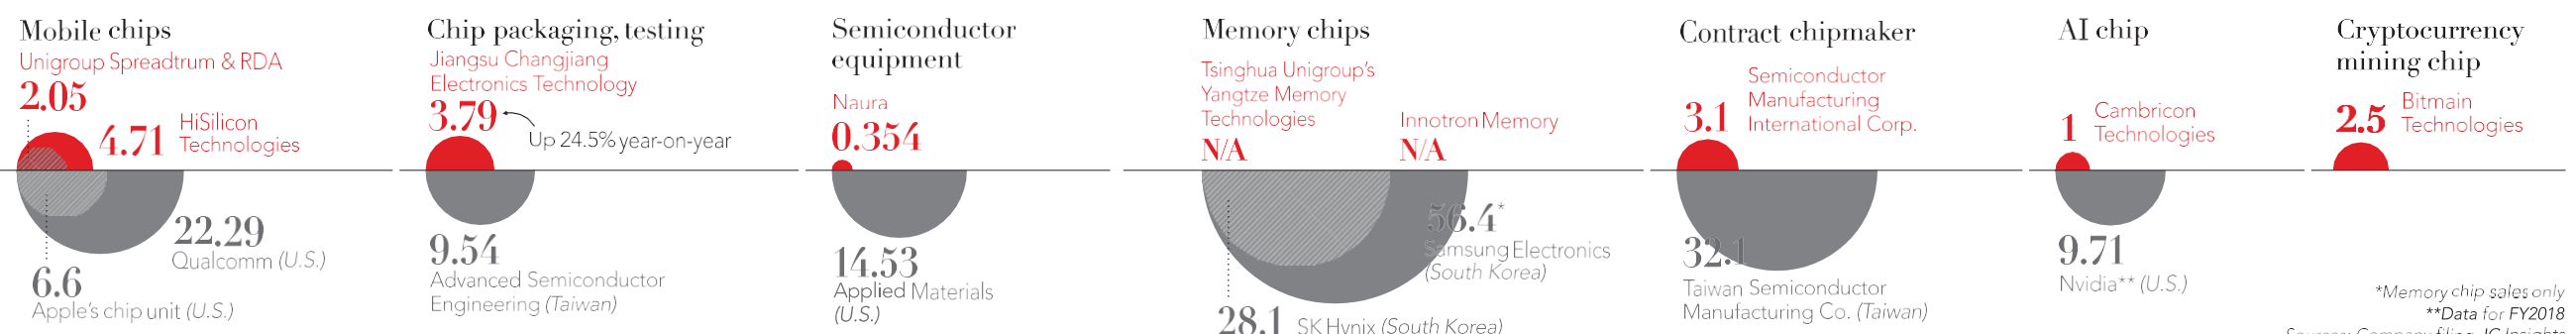 Mobile chips
Unigroup Spreadtrum & RDA
2.05
4.71
HiSilicon
Technologies
22.29
Qualcomm (U.S.)
6.6
Apple's chip unit (U.S.)
Chip packaging, testing
Jiangsu Changjiang
Electronics Technology
3.79
Up 24.5% year-on-year
9.54
Advanced Semiconductor
Engineering (Taiwan)
Semiconductor
equipment
Naura
0.354
14.53
Applied Materials
(U.S.)
Memory chips
Tsinghua Unigroup's
Yangtze Memory
Technologies
N/A
Innotron Memory
N/A
56.4*
Samsung Electronics
(South Korea)
28.1
SK Hynix (South Korea)
Contract chipmaker
3.1
Semiconductor
Manufacturing
International Corp.
32.1
Taiwan Semiconductor
Manufacturing Co. (Taiwan)
AI chip
1
Cambricon
Technologies
9.71
Nvidia** (U.S.)
Cryptocurrency
mining chip
2.5
Bitmain
Technologies
*Memory chip sales only
**Data for FY2018
Sources: Company filing, IC Insights